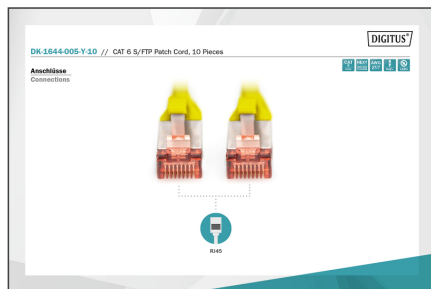 DIGITUS®
DK-1644-005-Y-10 // CAT 6 S/FTP Patch Cord, 10 Pieces
Anschlüsse
Connections
RJ45